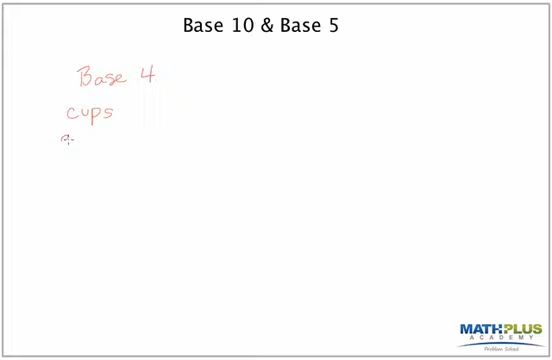 Base 10 & Base 5
Base 4
cups
MATHPLUS
ACADEMY
Problem Solved